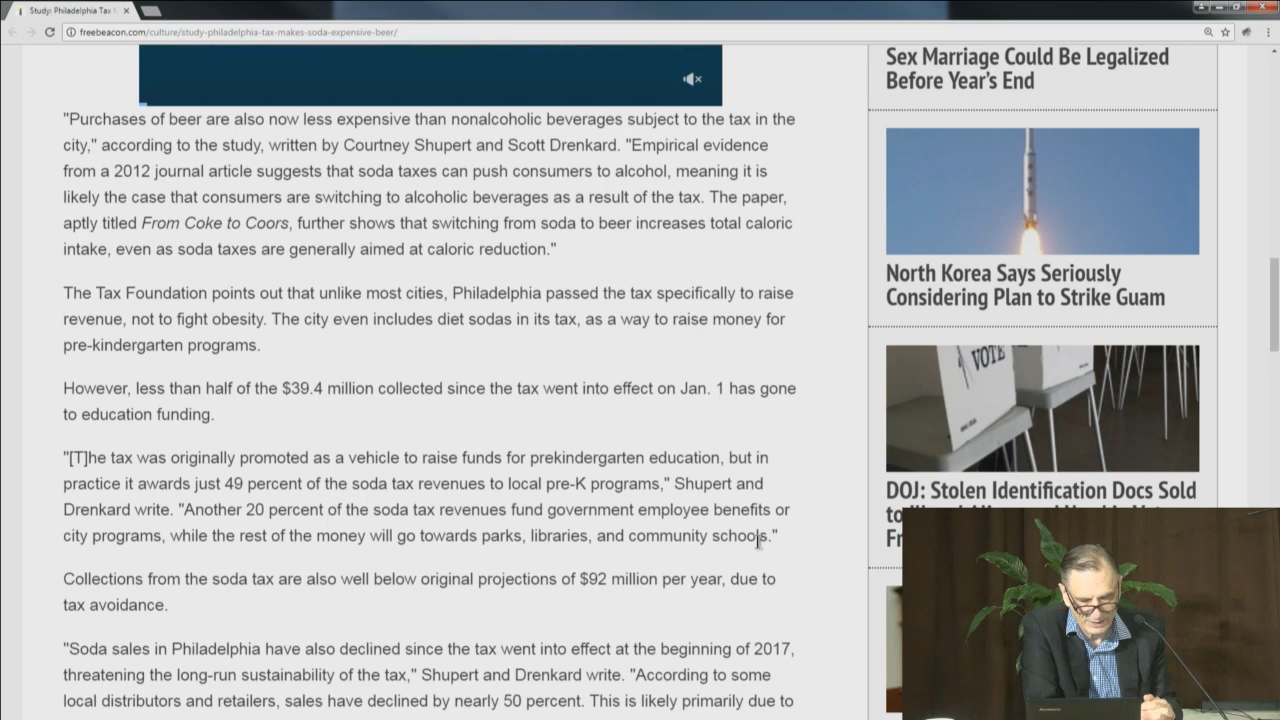 Study: Philadelphia Tax
freebeacon.com/culture/study-philadelphia-tax-makes-soda-expensive-beer/
"Purchases of beer are also now less expensive than nonalcoholic beverages subject to the tax in the
city," according to the study, written by Courtney Shupert and Scott Drenkard. "Empirical evidence
from a 2012 journal article suggests that soda taxes can push consumers to alcohol, meaning it is
likely the case that consumers are switching to alcoholic beverages as a result of the tax. The paper,
aptly titled From Coke to Coors, further shows that switching from soda to beer increases total caloric
intake, even as soda taxes are generally aimed at caloric reduction."
The Tax Foundation points out that unlike most cities, Philadelphia passed the tax specifically to raise
revenue, not to fight obesity. The city even includes diet sodas in its tax, as a way to raise money for
pre-kindergarten programs.
However, less than half of the $39.4 million collected since the tax went into effect on Jan. 1 has gone
to education funding.
"[T]he tax was originally promoted as a vehicle to raise funds for prekindergarten education, but in
practice it awards just 49 percent of the soda tax revenues to local pre-K programs," Shupert and
Drenkard write. "Another 20 percent of the soda tax revenues fund government employee benefits or
city programs, while the rest of the money will go towards parks, libraries, and community schools."
Collections from the soda tax are also well below original projections of $92 million per year, due to
tax avoidance.
"Soda sales in Philadelphia have also declined since the tax went into effect at the beginning of 2017,
threatening the long-run sustainability of the tax," Shupert and Drenkard write. "According to some
local distributors and retailers, sales have declined by nearly 50 percent. This is likely primarily due to
Sex Marriage Could Be Legalized
Before Year's End
North Korea Says Seriously
Considering Plan to Strike Guam
VOTE
DOJ: Stolen Identification Docs Sold
to